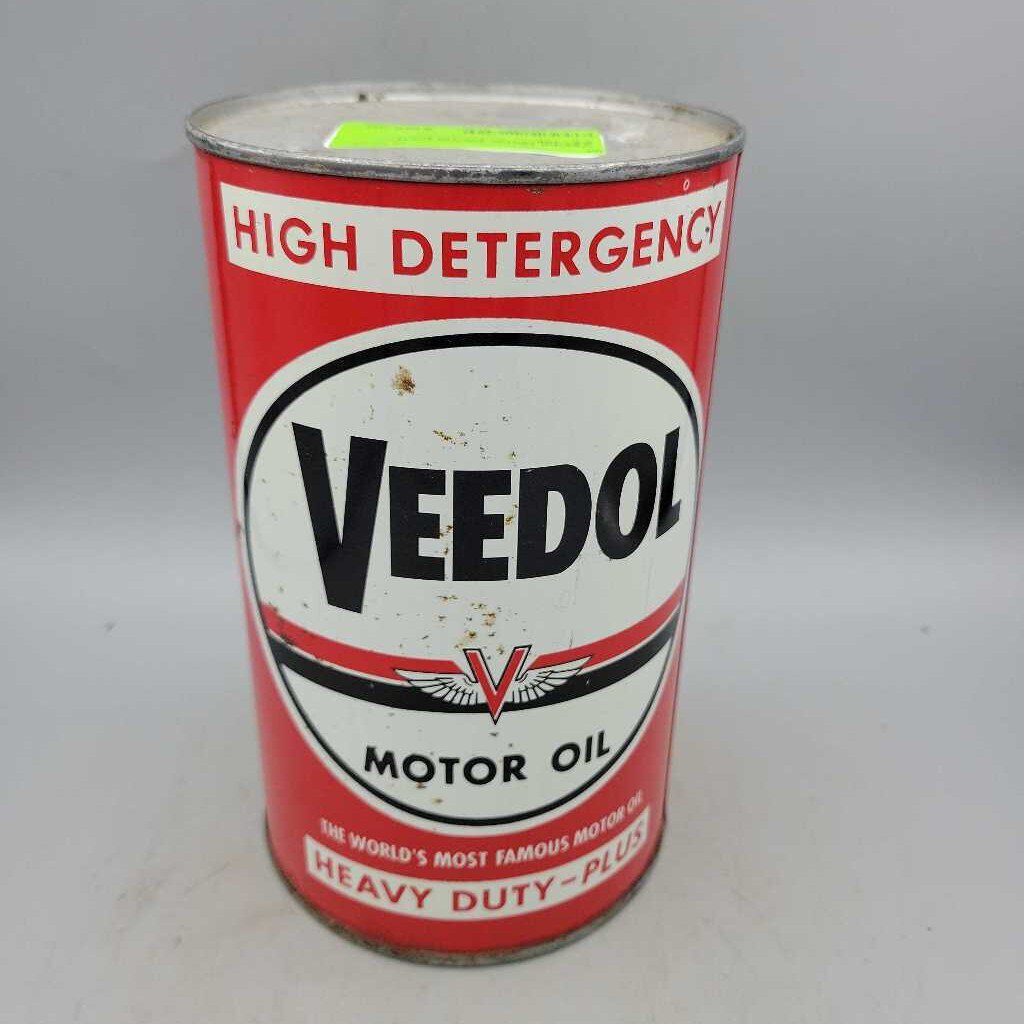 HIGH DETERGENCY
VEEDOL
V
MOTOR OIL
THE WORLD'S MOST FAMOUS MOTOR OIL
HEAVY DUTY-PLUS